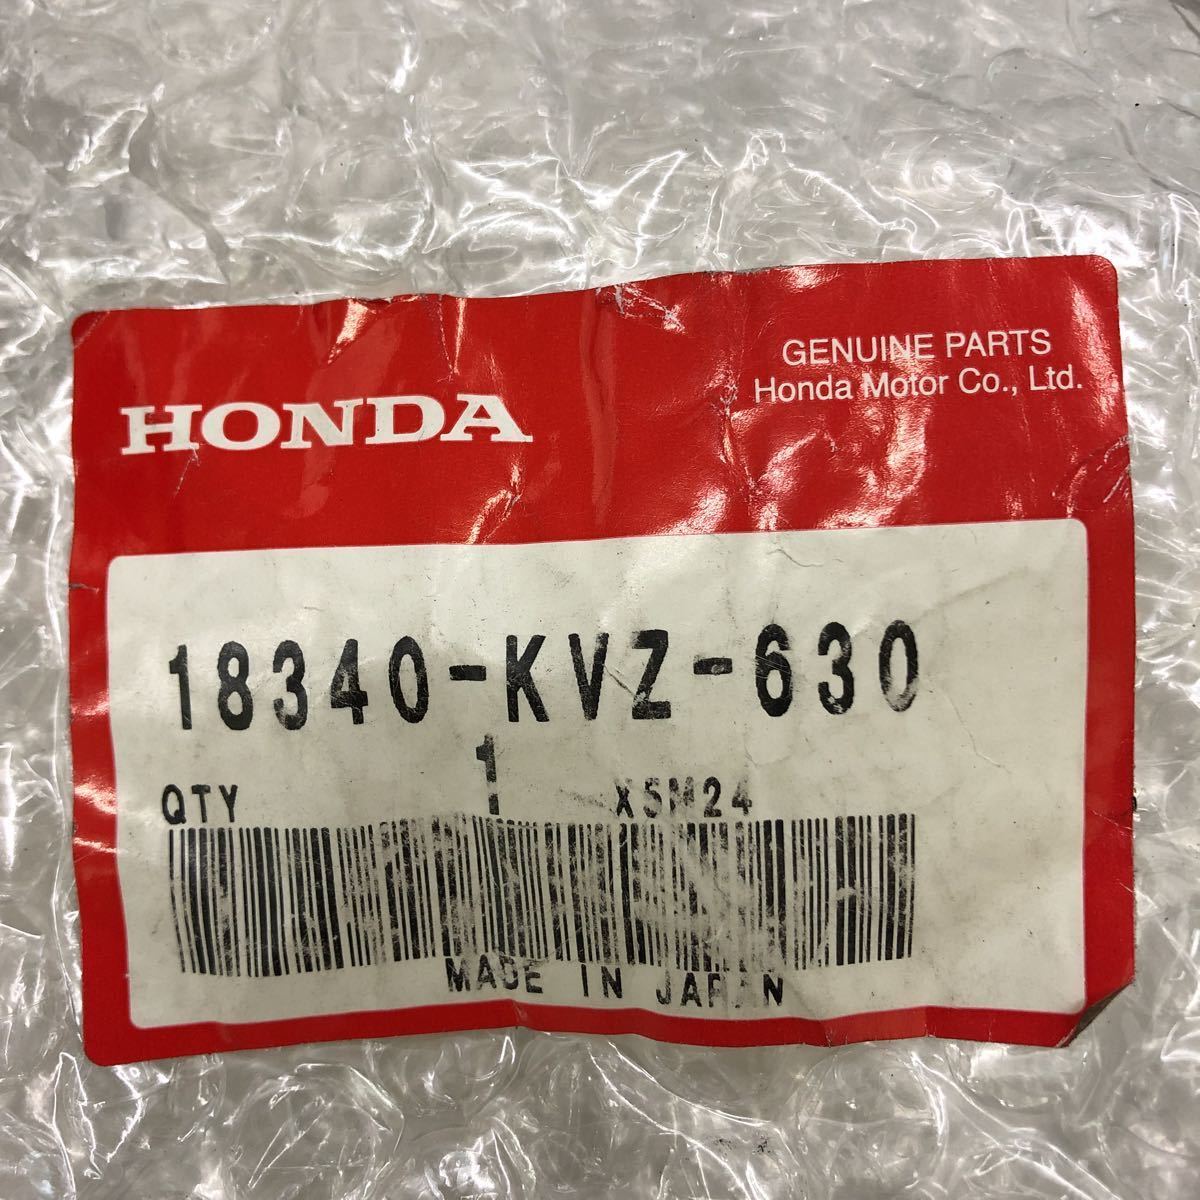 HONDA
GENUINE PARTS
Honda Motor Co., Ltd.
18340-KVZ-630
QTY 1 X5M24
MADE IN JAPAN